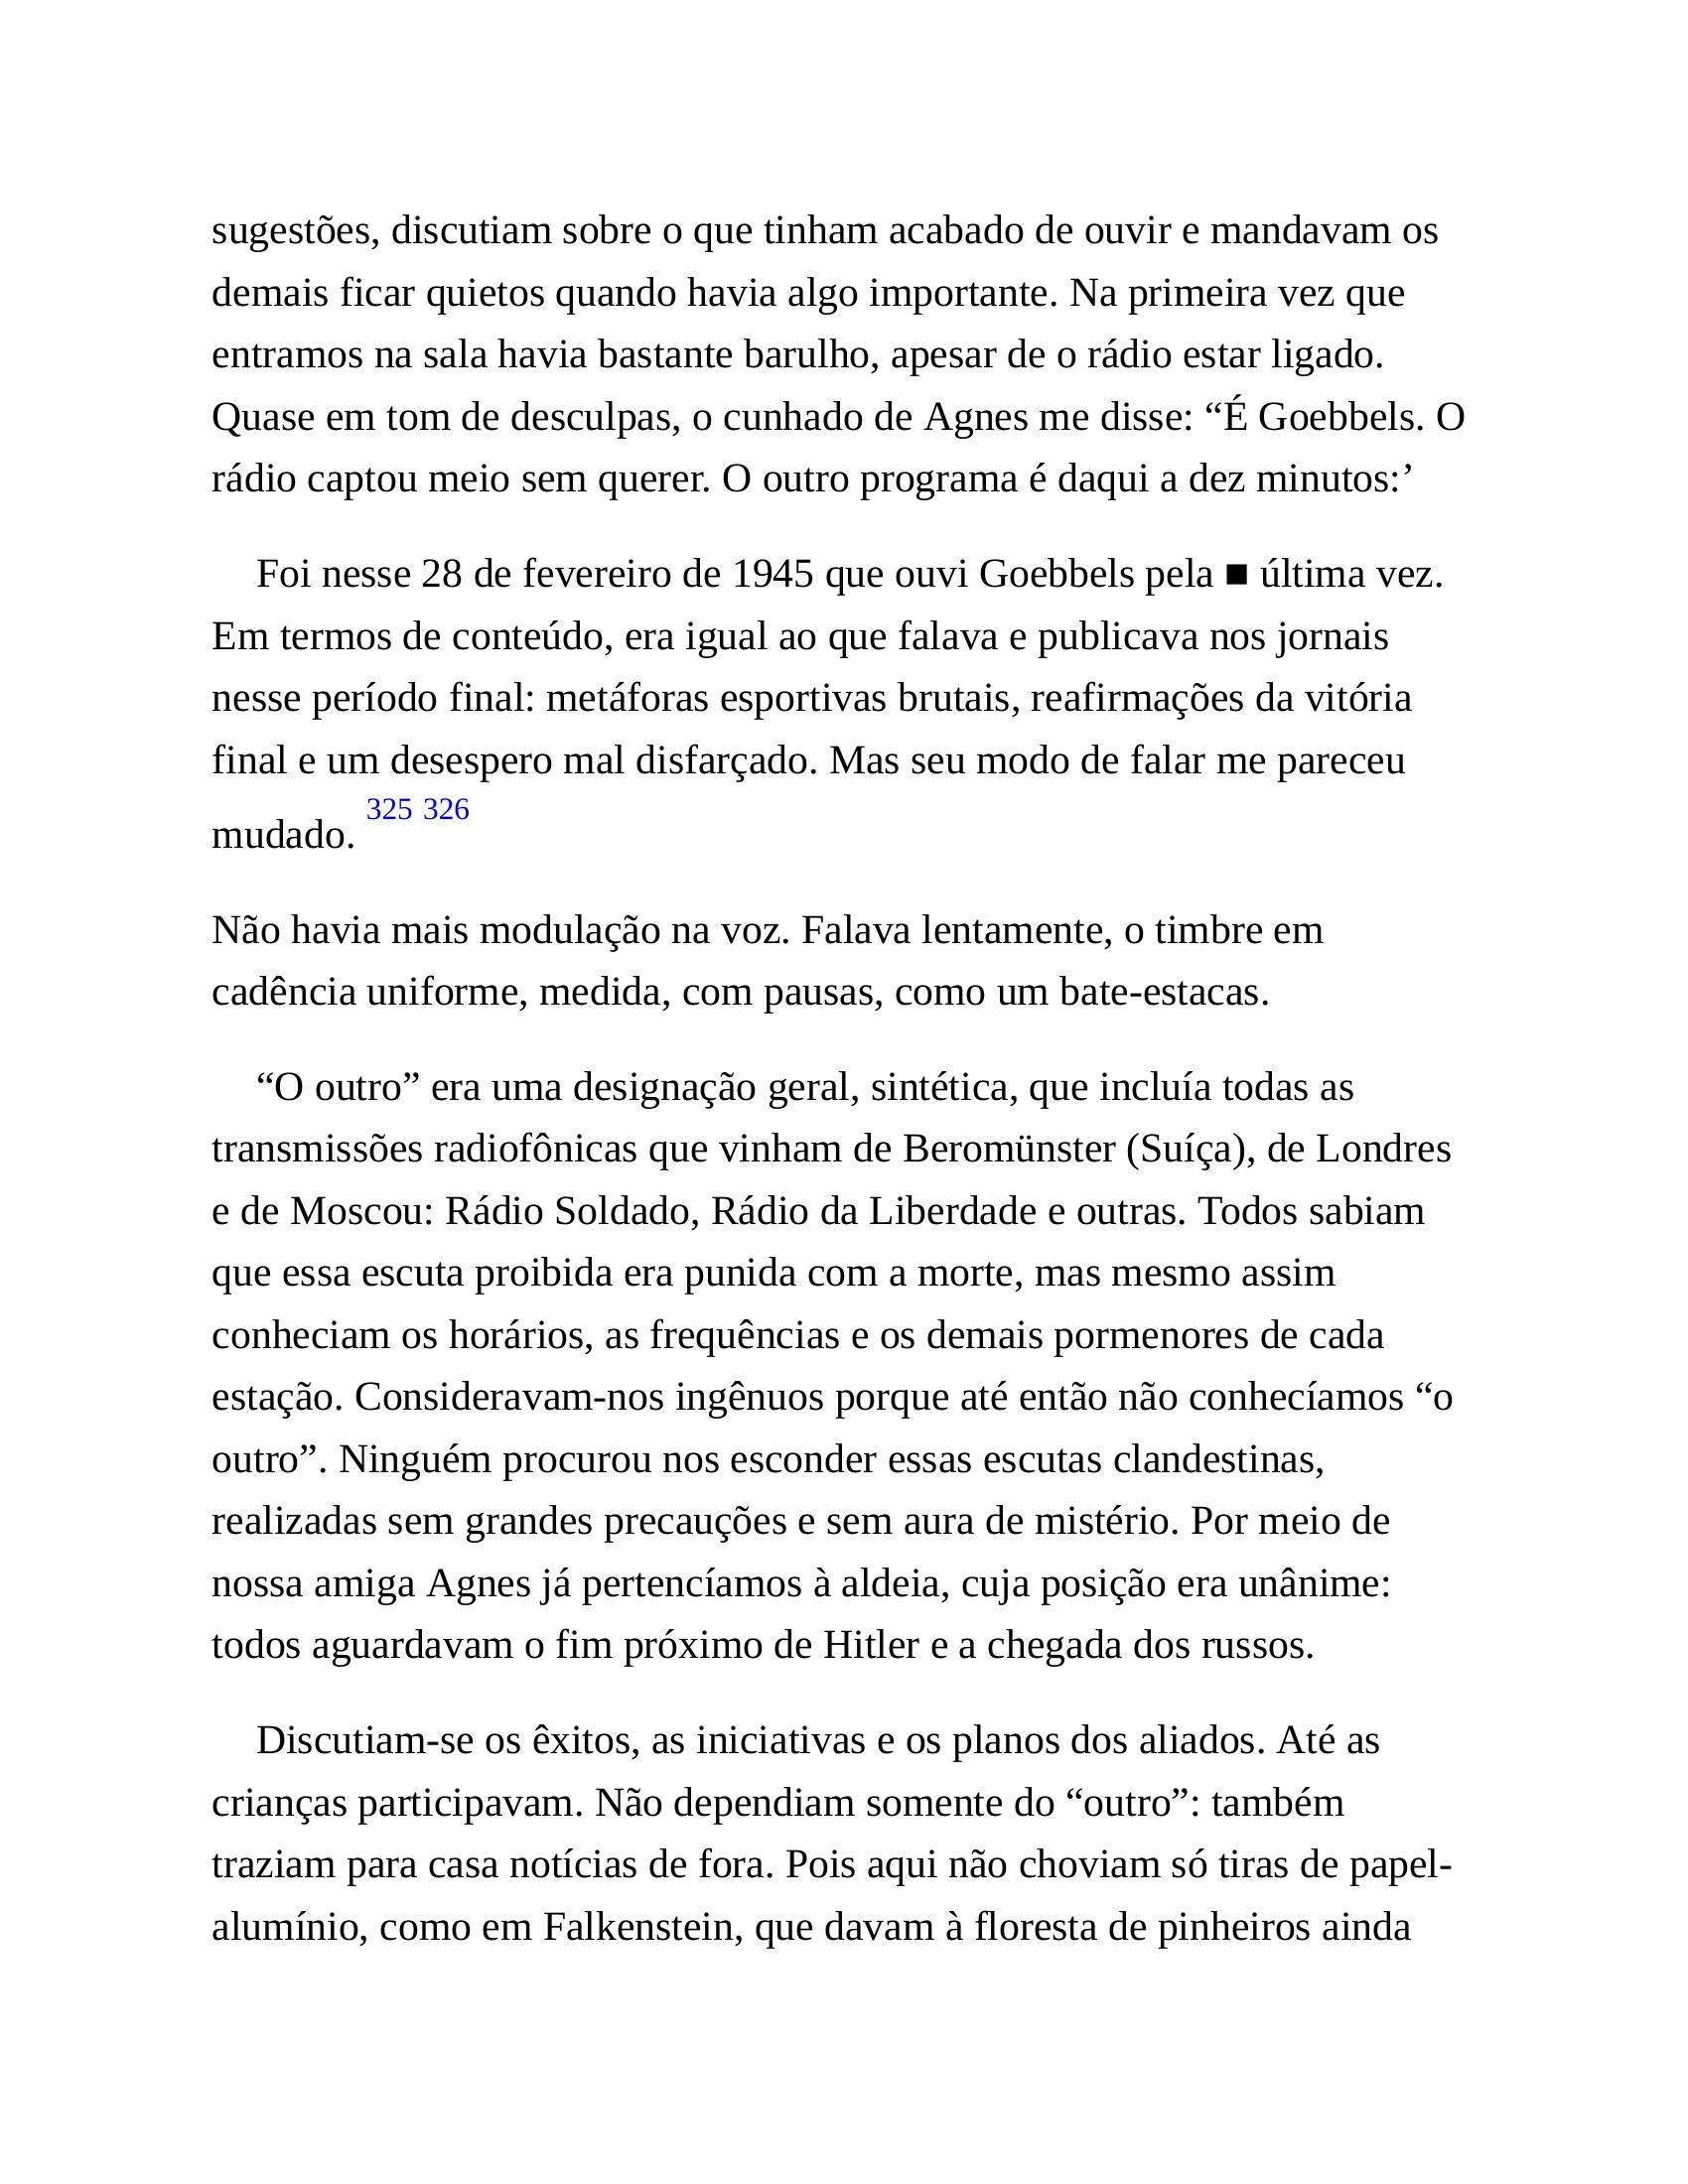 sugestões, discutiam sobre o que tinham acabado de ouvir e mandavam os
demais ficar quietos quando havia algo importante. Na primeira vez que
entramos na sala havia bastante barulho, apesar de o rádio estar ligado.
Quase em tom de desculpas, o cunhado de Agnes me disse: “É Goebbels. O
rádio captou meio sem querer. O outro programa é daqui a dez minutos:’
Foi nesse 28 de fevereiro de 1945 que ouvi Goebbels pela ■ última vez.
Em termos de conteúdo, era igual ao que falava e publicava nos jornais
nesse período final: metáforas esportivas brutais, reafirmações da vitória
final e um desespero mal disfarçado. Mas seu modo de falar me pareceu
mudado. 325 326
Não havia mais modulação na voz. Falava lentamente, o timbre em
cadência uniforme, medida, com pausas, como um bate-estacas.
“O outro” era uma designação geral, sintética, que incluía todas as
transmissões radiofônicas que vinham de Beromünster (Suíça), de Londres
e de Moscou: Rádio Soldado, Rádio da Liberdade e outras. Todos sabiam
que essa escuta proibida era punida com a morte, mas mesmo assim
conheciam os horários, as frequências e os demais pormenores de cada
estação. Consideravam-nos ingênuos porque até então não conhecíamos “o
outro”. Ninguém procurou nos esconder essas escutas clandestinas,
realizadas sem grandes precauções e sem aura de mistério. Por meio de
nossa amiga Agnes já pertencíamos à aldeia, cuja posição era unânime:
todos aguardavam o fim próximo de Hitler e a chegada dos russos.
Discutiam-se os êxitos, as iniciativas e os planos dos aliados. Até as
crianças participavam. Não dependiam somente do “outro”: também
traziam para casa notícias de fora. Pois aqui não choviam só tiras de papel-
alumínio, como em Falkenstein, que davam à floresta de pinheiros ainda